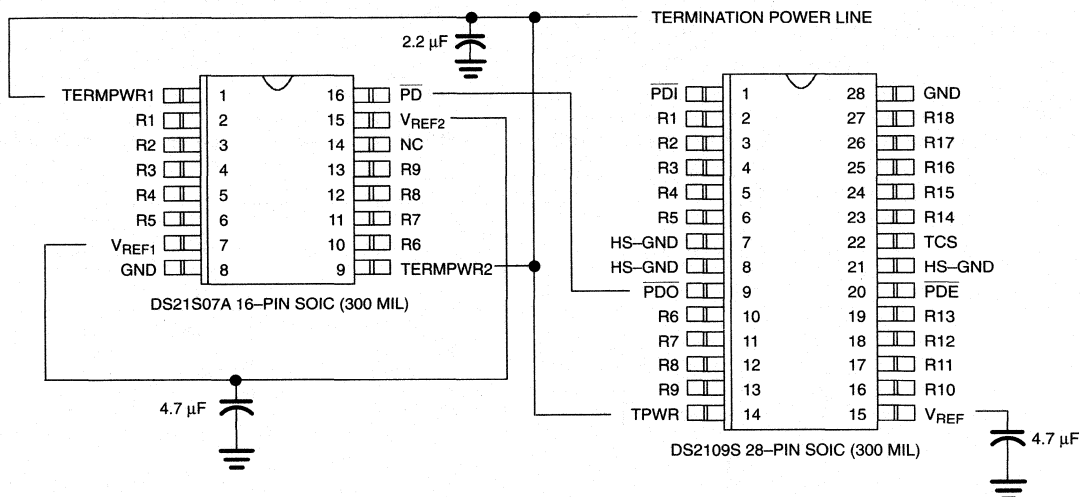 TERMINATION POWER LINE
2.2 µF
TERMPWR1 1 16 P̅D̅
R1 2 15 VREF2
R2 3 14 NC
R3 4 13 R9
R4 5 12 R8
R5 6 11 R7
VREF1 7 10 R6
GND 8 9 TERMPWR2
DS21S07A 16–PIN SOIC (300 MIL)
4.7 µF
P̅D̅I̅ 1 28 GND
R1 2 27 R18
R2 3 26 R17
R3 4 25 R16
R4 5 24 R15
R5 6 23 R14
HS–GND 7 22 TCS
HS–GND 8 21 HS–GND
P̅D̅O̅ 9 20 P̅D̅E̅
R6 10 19 R13
R7 11 18 R12
R8 12 17 R11
R9 13 16 R10
TPWR 14 15 VREF
4.7 µF
DS2109S 28–PIN SOIC (300 MIL)